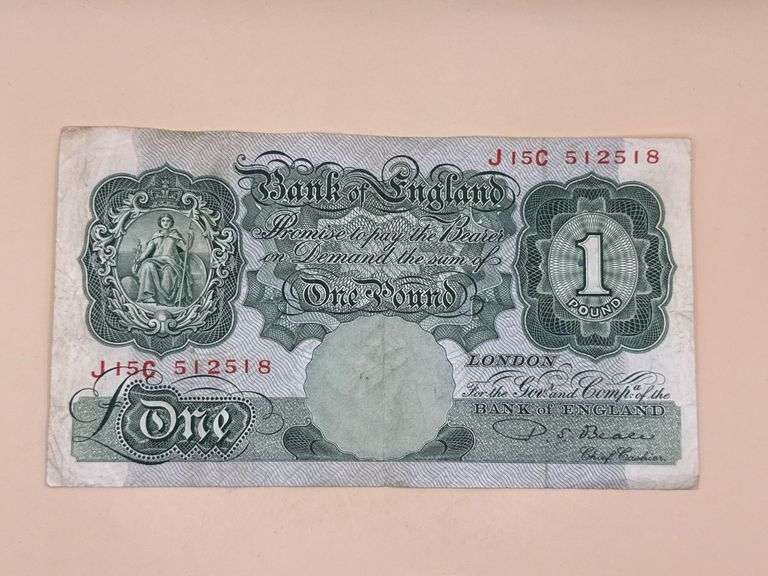 J15C 512518
Bank of England
Promise to pay the Bearer
on Demand the sum of
One Pound
1
POUND
J15C 512518
£One
LONDON
For the Govr. and Compa. of the
BANK of ENGLAND
P. S. Beale
Chief Cashier.